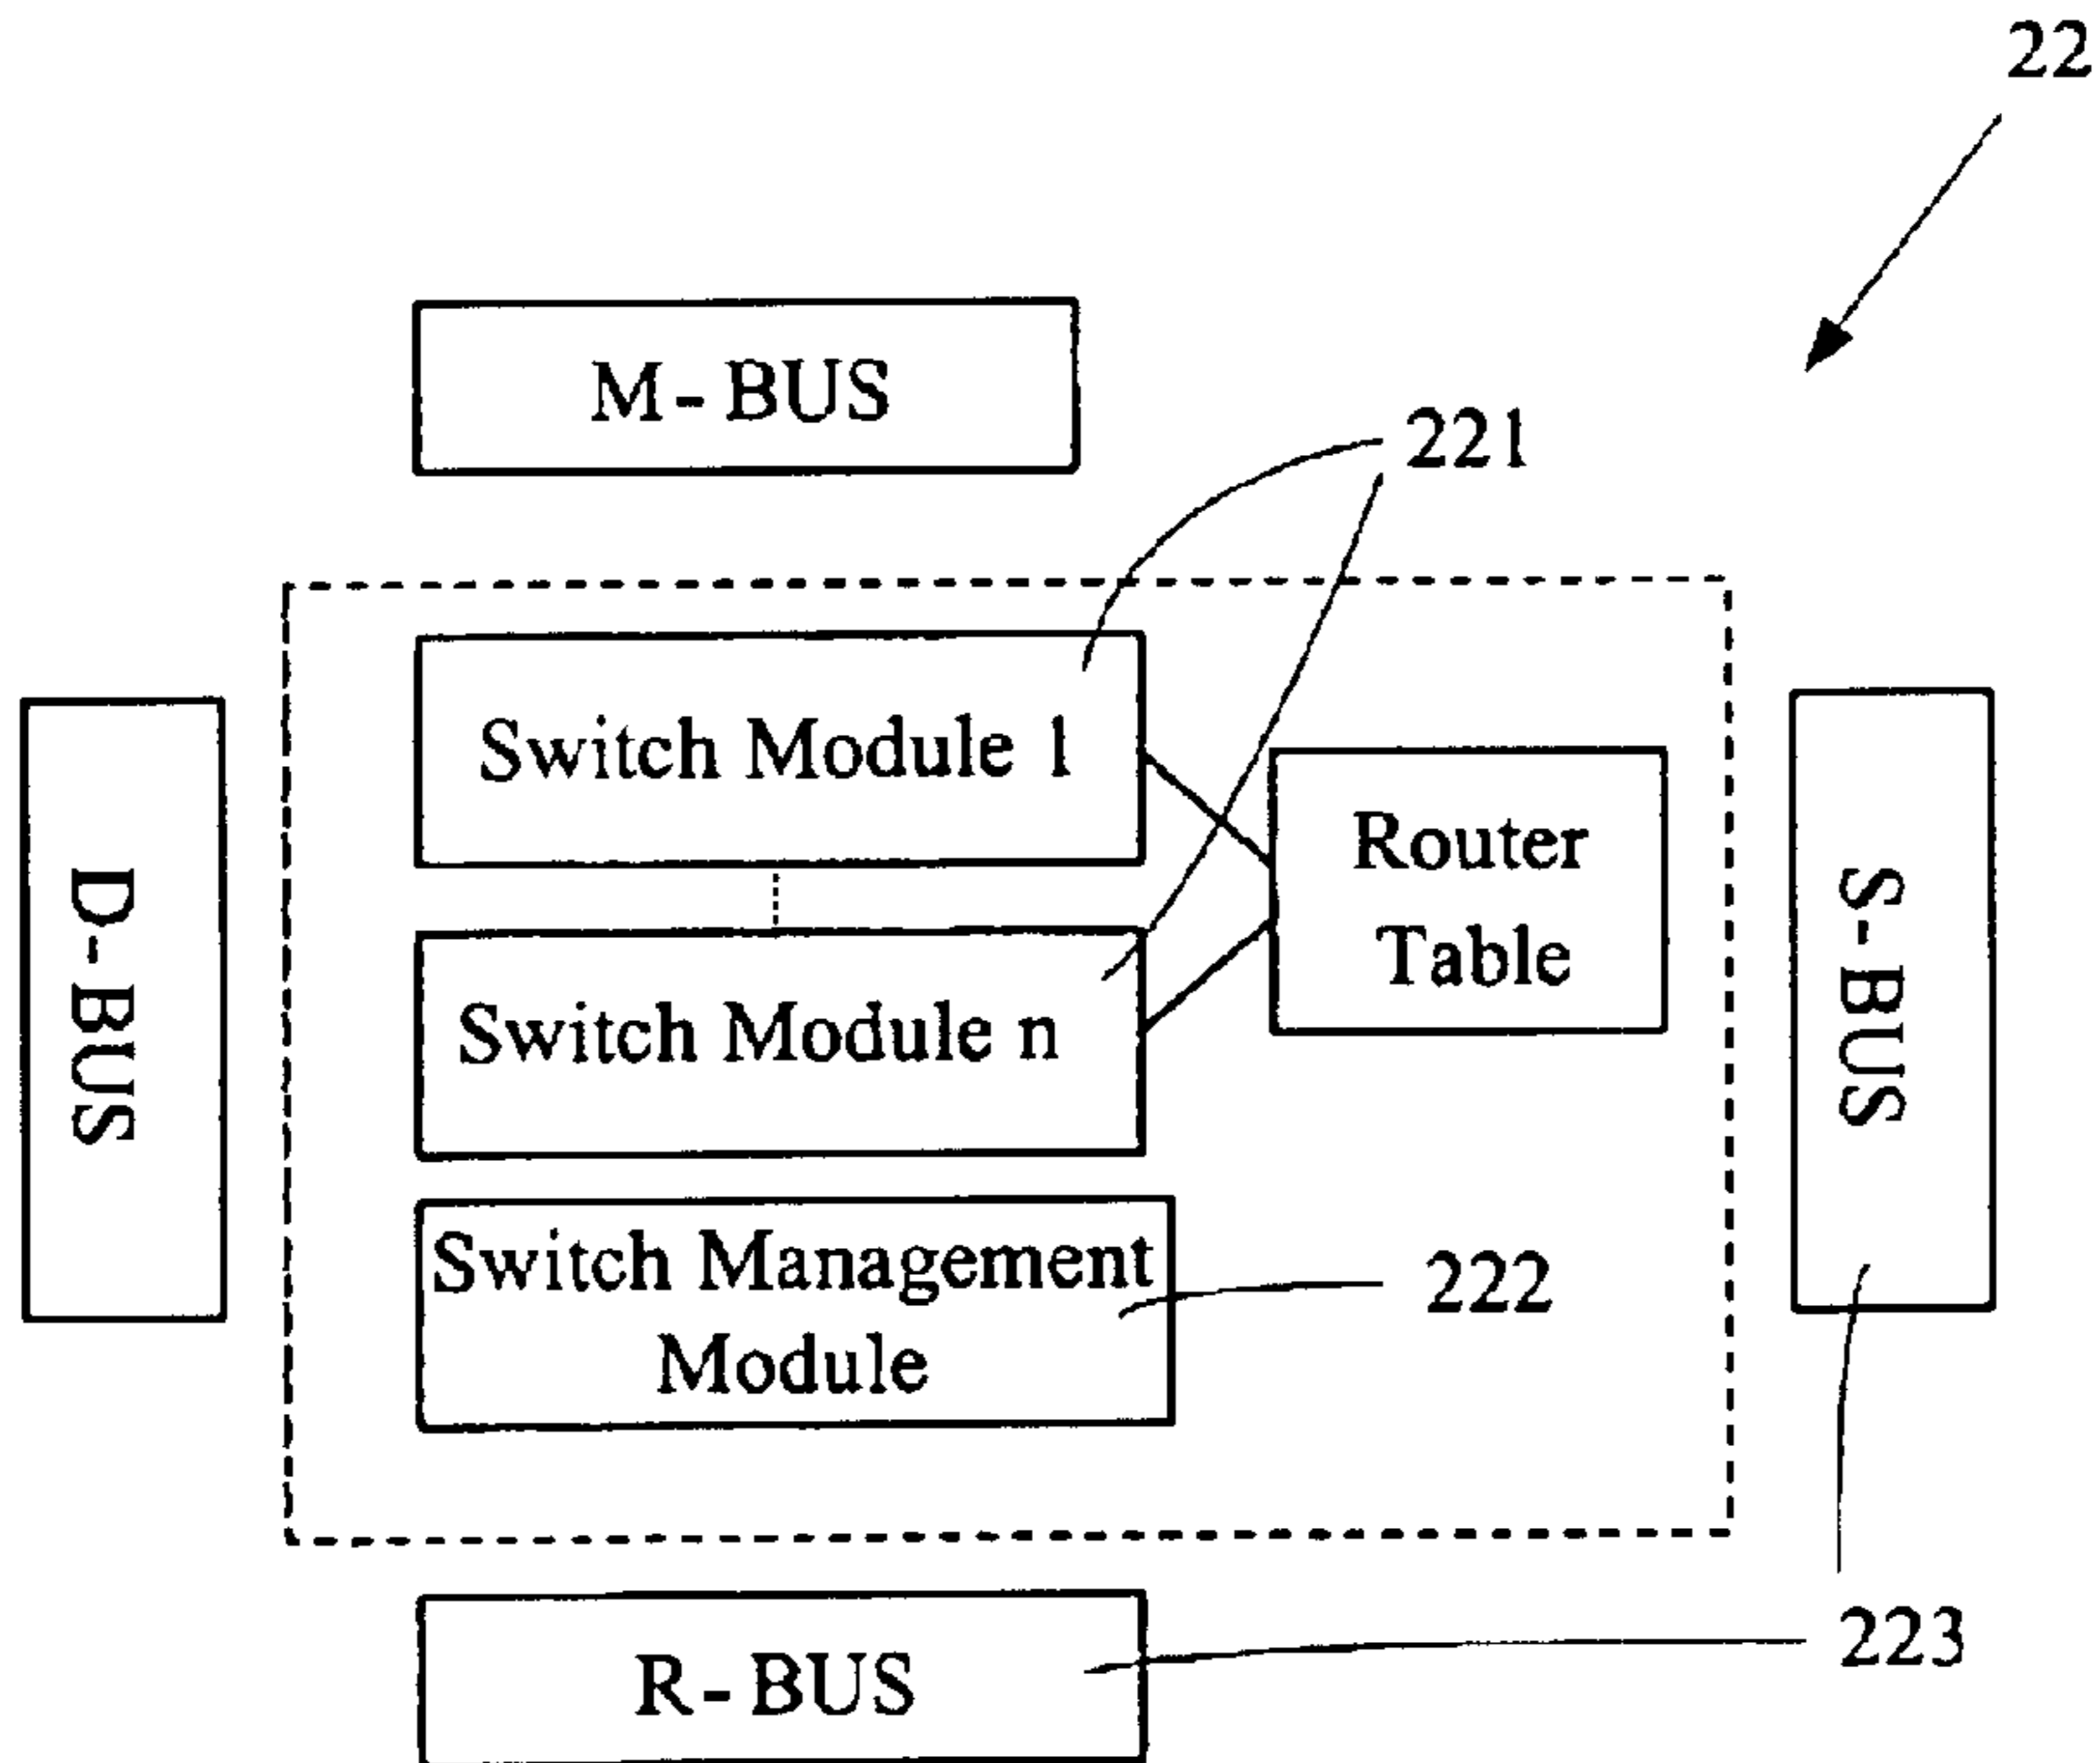 22
M-BUS
221
Switch Module 1
Router
Table
D-BUS
S-BUS
Switch Module n
Switch Management
Module
222
R-BUS
223